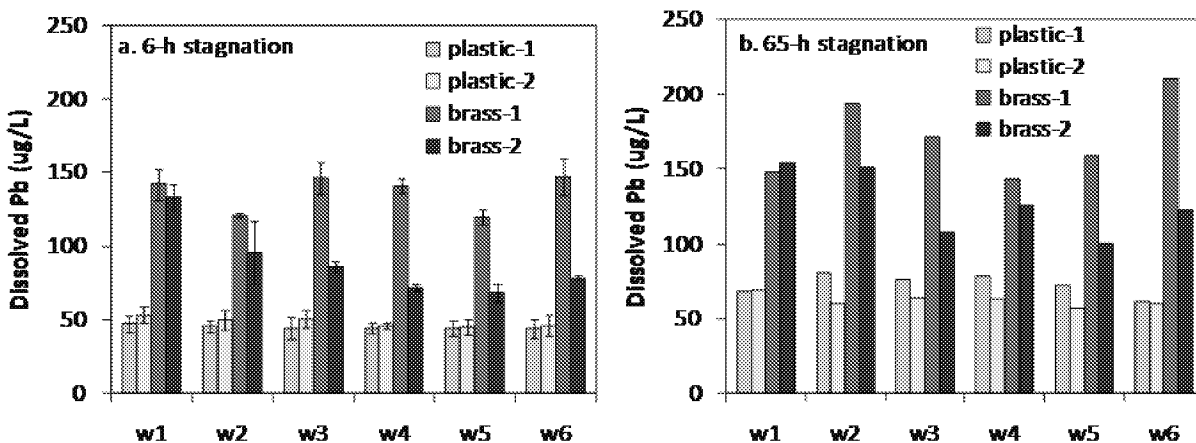 a. 6-h stagnation
plastic-1
plastic-2
brass-1
brass-2
Dissolved Pb (ug/L)
250
200
150
100
50
0
w1 w2 w3 w4 w5 w6
b. 65-h stagnation
plastic-1
plastic-2
brass-1
brass-2
Dissolved Pb (ug/L)
250
200
150
100
50
0
w1 w2 w3 w4 w5 w6